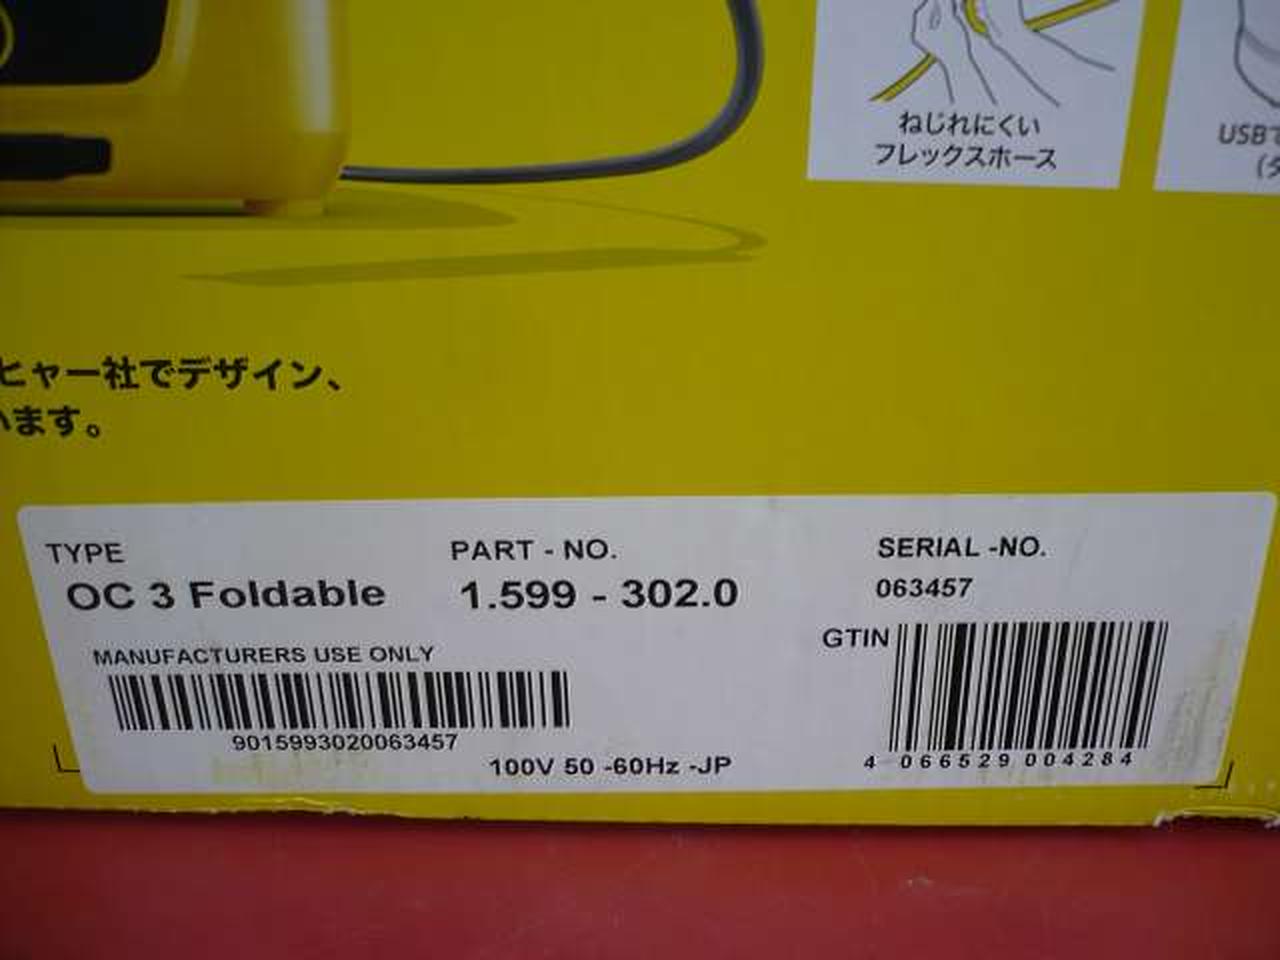 ねじれにくい
フレックスホース
USBで
(タ
ヒャー社でデザイン、
います。
TYPE
OC 3 Foldable
PART - NO.
1.599 - 302.0
SERIAL -NO.
063457
MANUFACTURERS USE ONLY
9015993020063457
100V 50 -60Hz -JP
GTIN
4 066529 004284